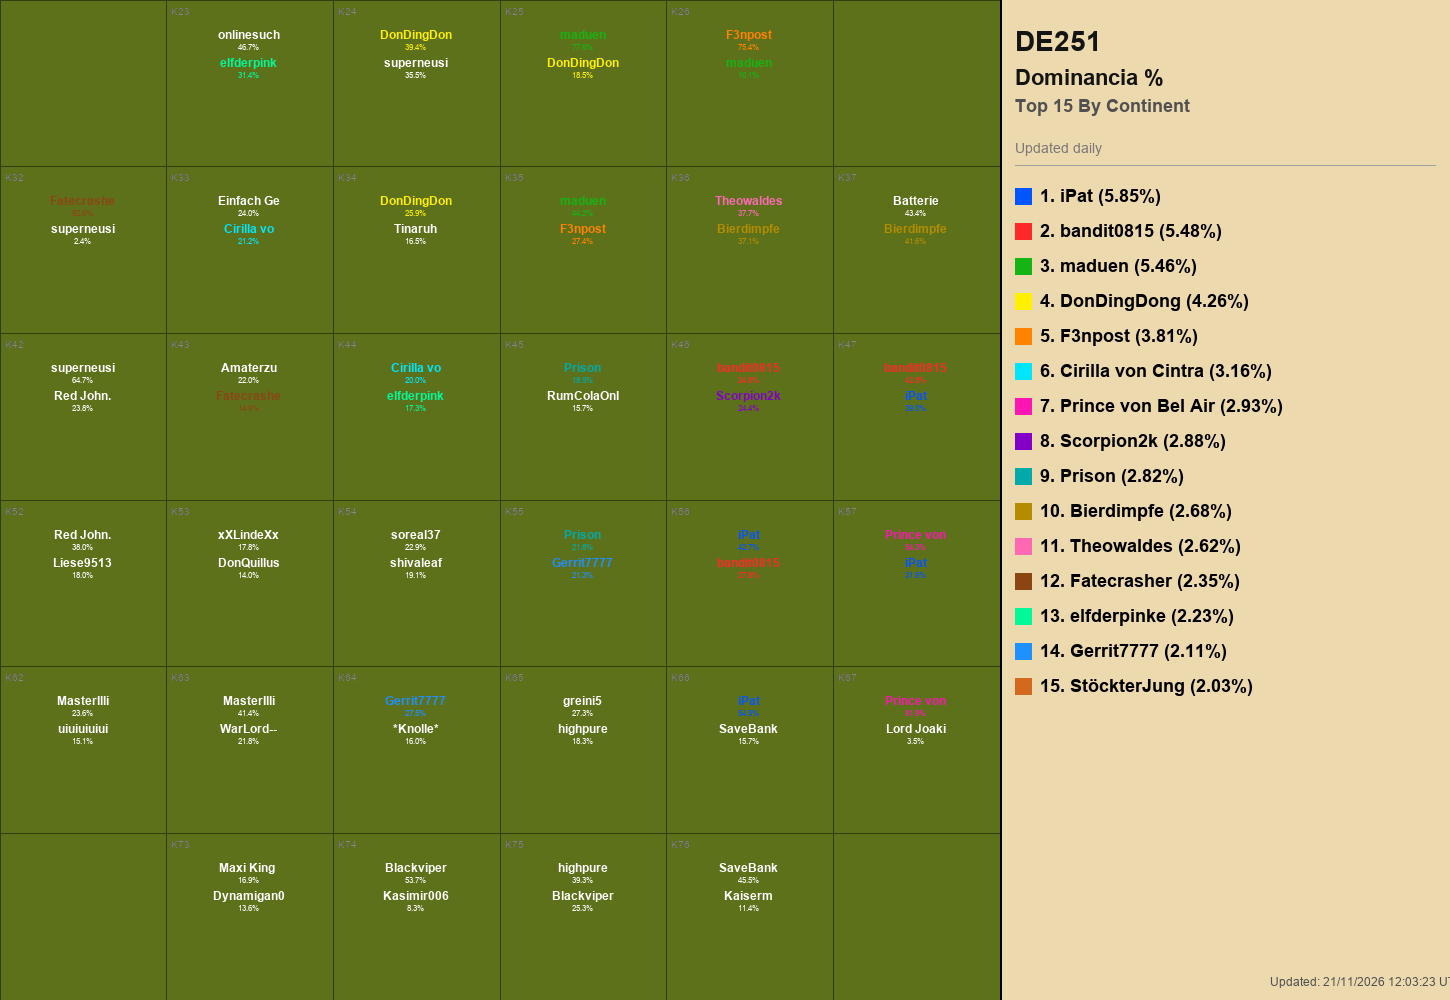 K23
onlinesuch
46.7%
elfderpink
31.4%
K24
DonDingDon
39.4%
superneusi
35.5%
K25
maduen
DonDingDon
18.5%
K26
F3npost
75.4%
maduen
K32
Fatecrashe
superneusi
2.4%
K33
Einfach Ge
24.0%
Cirilla vo
21.2%
K34
DonDingDon
25.9%
Tinaruh
16.5%
K35
maduen
F3npost
27.4%
K36
Theowaldes
37.7%
Bierdimpfe
37.1%
K37
Batterie
43.4%
Bierdimpfe
41.6%
K42
superneusi
64.7%
Red John.
23.8%
K43
Amaterzu
22.0%
Fatecrashe
K44
Cirilla vo
20.0%
elfderpink
17.3%
K45
Prison
RumColaOnl
15.7%
K46
bandit0815
Scorpion2k
24.4%
K47
bandit0815
iPat
K52
Red John.
38.0%
Liese9513
18.0%
K53
xXLindeXx
17.8%
DonQuillus
14.0%
K54
soreal37
22.9%
shivaleaf
19.1%
K55
Prison
Gerrit7777
K56
iPat
bandit0815
K57
Prince von
iPat
K62
MasterIlli
23.6%
uiuiuiuiui
15.1%
K63
MasterIlli
41.4%
WarLord--
21.8%
K64
Gerrit7777
*Knolle*
16.0%
K65
greini5
27.3%
highpure
18.3%
K66
iPat
SaveBank
15.7%
K67
Prince von
Lord Joaki
3.5%
K73
Maxi King
16.9%
Dynamigan0
13.6%
K74
Blackviper
53.7%
Kasimir006
8.3%
K75
highpure
39.3%
Blackviper
25.3%
K76
SaveBank
45.5%
Kaiserm
11.4%
DE251
Dominancia %
Top 15 By Continent
Updated daily
1. iPat (5.85%)
2. bandit0815 (5.48%)
3. maduen (5.46%)
4. DonDingDong (4.26%)
5. F3npost (3.81%)
6. Cirilla von Cintra (3.16%)
7. Prince von Bel Air (2.93%)
8. Scorpion2k (2.88%)
9. Prison (2.82%)
10. Bierdimpfe (2.68%)
11. Theowaldes (2.62%)
12. Fatecrasher (2.35%)
13. elfderpinke (2.23%)
14. Gerrit7777 (2.11%)
15. StöckterJung (2.03%)
Updated: 21/11/2026 12:03:23